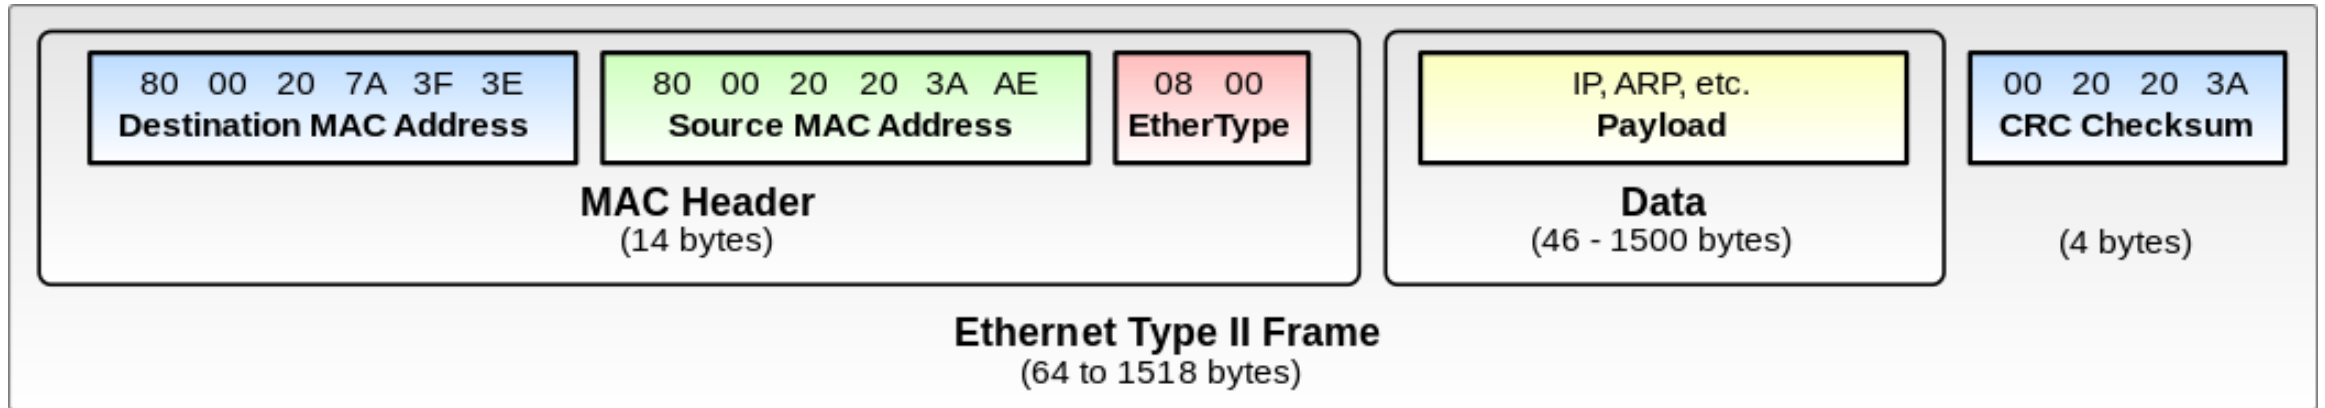 80 00 20 7A 3F 3E
Destination MAC Address
80 00 20 20 3A AE
Source MAC Address
08 00
EtherType
MAC Header
(14 bytes)
IP, ARP, etc.
Payload
Data
(46 - 1500 bytes)
00 20 20 3A
CRC Checksum
(4 bytes)
Ethernet Type II Frame
(64 to 1518 bytes)